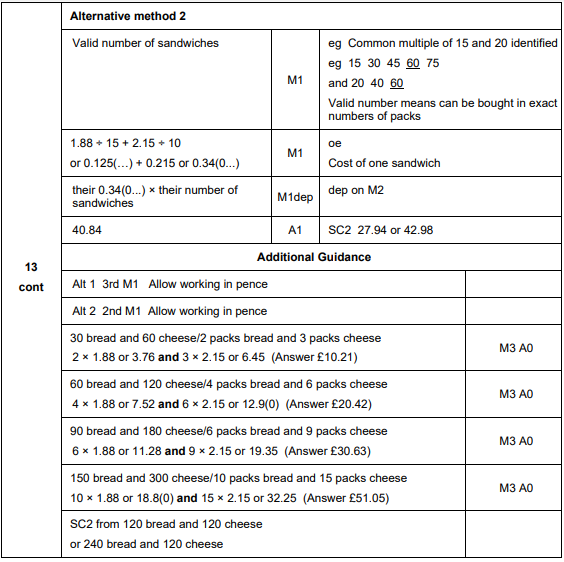 Alternative method 2
Valid number of sandwiches
M1
eg Common multiple of 15 and 20 identified
eg 15 30 45 60 75
and 20 40 60
Valid number means can be bought in exact
numbers of packs
1.88 ÷ 15 + 2.15 ÷ 10
or 0.125(…) + 0.215 or 0.34(0...)
M1
oe
Cost of one sandwich
their 0.34(0...) × their number of
sandwiches
M1dep
dep on M2
40.84
A1
SC2 27.94 or 42.98
13
cont
Additional Guidance
Alt 1 3rd M1 Allow working in pence
Alt 2 2nd M1 Allow working in pence
30 bread and 60 cheese/2 packs bread and 3 packs cheese
2 × 1.88 or 3.76 and 3 × 2.15 or 6.45 (Answer £10.21)
M3 A0
60 bread and 120 cheese/4 packs bread and 6 packs cheese
4 × 1.88 or 7.52 and 6 × 2.15 or 12.9(0) (Answer £20.42)
M3 A0
90 bread and 180 cheese/6 packs bread and 9 packs cheese
6 × 1.88 or 11.28 and 9 × 2.15 or 19.35 (Answer £30.63)
M3 A0
150 bread and 300 cheese/10 packs bread and 15 packs cheese
10 × 1.88 or 18.8(0) and 15 × 2.15 or 32.25 (Answer £51.05)
M3 A0
SC2 from 120 bread and 120 cheese
or 240 bread and 120 cheese